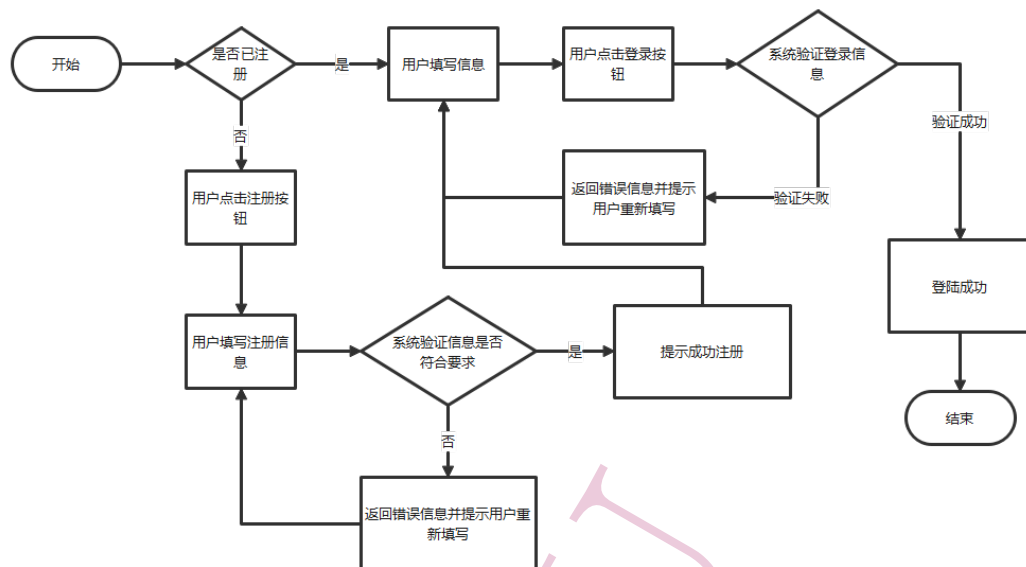 开始
是否已注
册
是
用户填写信息
用户点击登录按
钮
系统验证登录信
息
验证成功
否
用户点击注册按
钮
返回错误信息并提示
用户重新填写
验证失败
登陆成功
用户填写注册信
息
系统验证信息是否
符合要求
是
提示成功注册
结束
否
返回错误信息并提示用户重
新填写